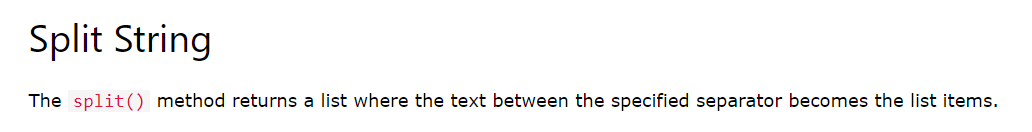 Split String
The split() method returns a list where the text between the specified separator becomes the list items.